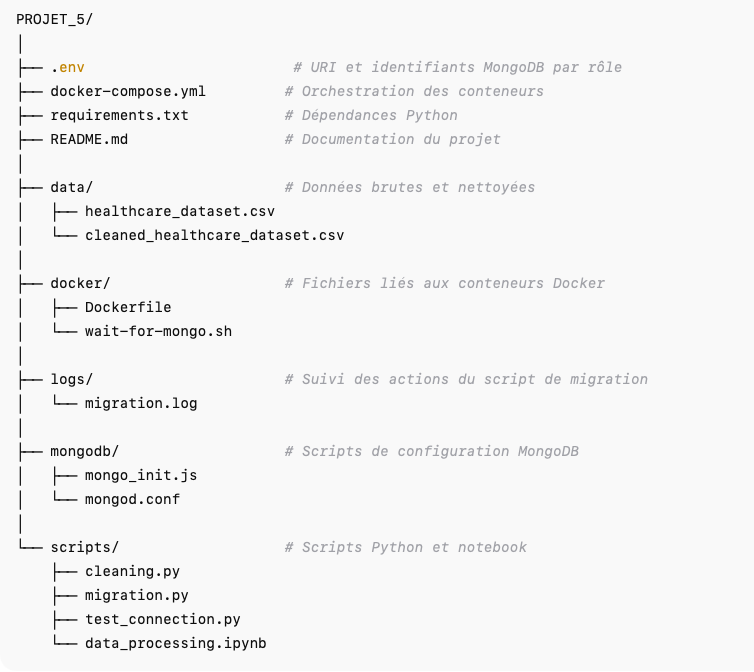 PROJET_5/
│
├── .env                        # URI et identifiants MongoDB par rôle
├── docker-compose.yml         # Orchestration des conteneurs
├── requirements.txt           # Dépendances Python
├── README.md                  # Documentation du projet
│
├── data/                      # Données brutes et nettoyées
│   ├── healthcare_dataset.csv
│   └── cleaned_healthcare_dataset.csv
│
├── docker/                    # Fichiers liés aux conteneurs Docker
│   ├── Dockerfile
│   └── wait-for-mongo.sh
│
├── logs/                      # Suivi des actions du script de migration
│   └── migration.log
│
├── mongodb/                   # Scripts de configuration MongoDB
│   ├── mongo_init.js
│   └── mongod.conf
│
└── scripts/                   # Scripts Python et notebook
    ├── cleaning.py
    ├── migration.py
    ├── test_connection.py
    └── data_processing.ipynb